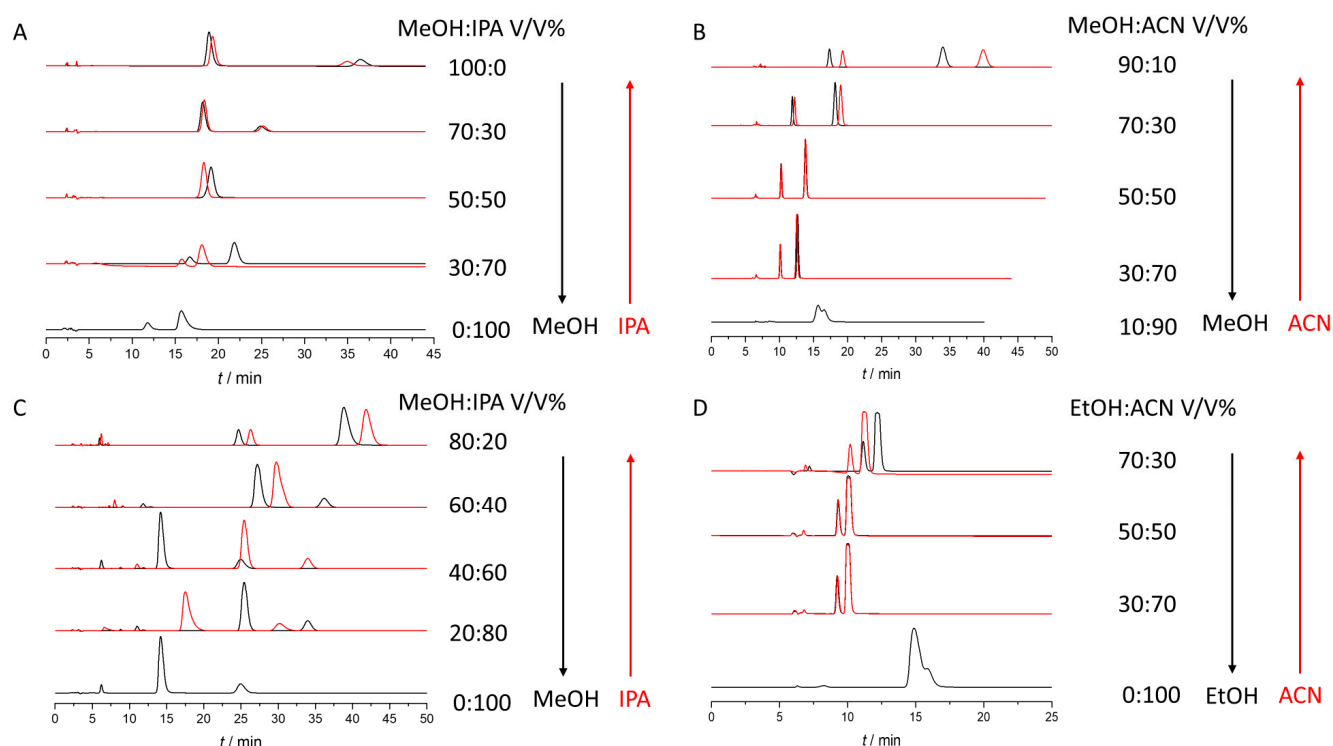 A
MeOH:IPA V/V%
100:0
70:30
50:50
30:70
0:100
MeOH
IPA
0 5 10 15 20 25 30 35 40 45
t / min
B
MeOH:ACN V/V%
90:10
70:30
50:50
30:70
10:90
MeOH
ACN
0 5 10 15 20 25 30 35 40 45 50
t / min
C
MeOH:IPA V/V%
80:20
60:40
40:60
20:80
0:100
MeOH
IPA
0 5 10 15 20 25 30 35 40 45 50
t / min
D
EtOH:ACN V/V%
70:30
50:50
30:70
0:100
EtOH
ACN
0 5 10 15 20 25
t / min